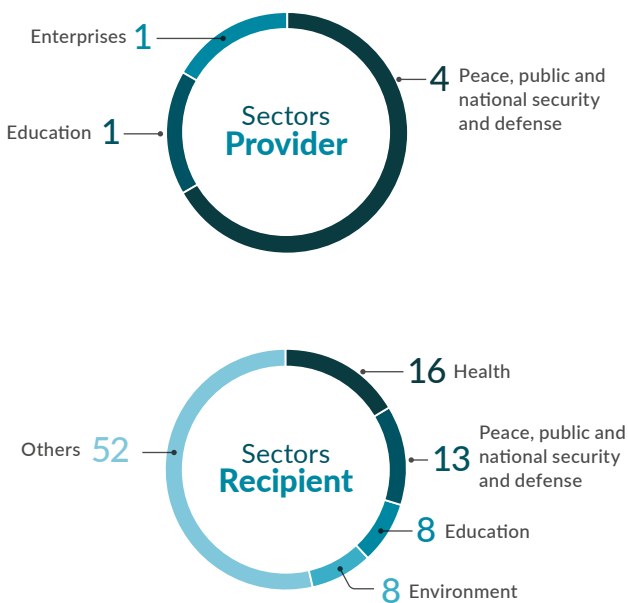 Enterprises 1
4 Peace, public and
national security
and defense
Education 1
Sectors
Provider
16 Health
Peace, public and
13 national security
and defense
Others 52
Sectors
Recipient
8 Education
8 Environment